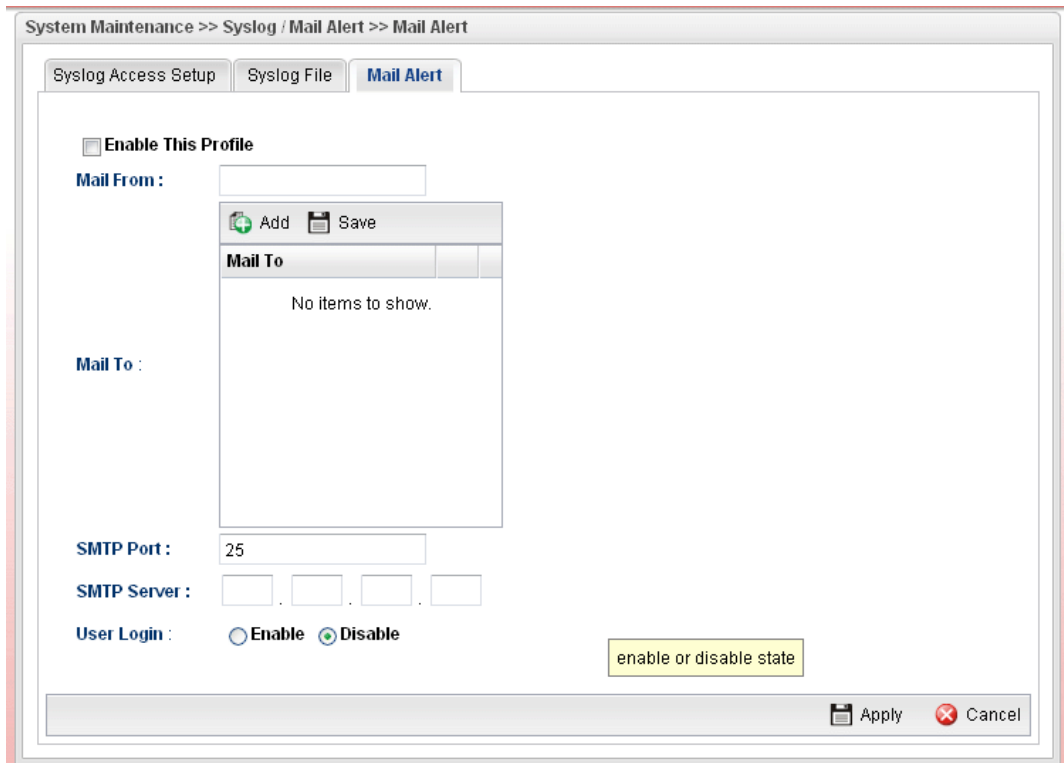 System Maintenance >> Syslog / Mail Alert >> Mail Alert
Syslog Access Setup Syslog File Mail Alert
Enable This Profile
Mail From :
Add Save
Mail To
No items to show.
Mail To :
SMTP Port : 25
SMTP Server : . . .
User Login : Enable Disable
enable or disable state
Apply Cancel